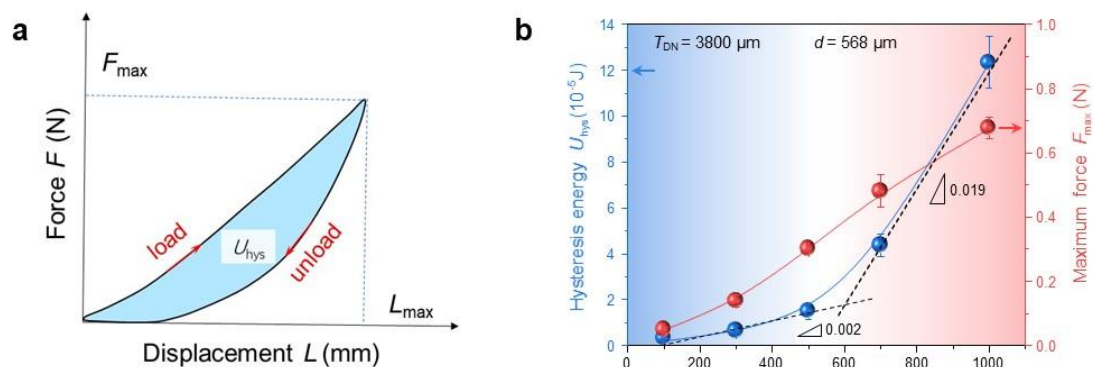 a
Force F (N)
F_max
load
U_hys
unload
L_max
Displacement L (mm)
b
Hysteresis energy U_hys (10⁻⁵J)
14
12
10
8
6
4
2
0
T_DN = 3800 μm
d = 568 μm
0.019
0.002
0
200
400
600
800
1000
1.0
0.8
0.6
0.4
0.2
0.0
Maximum force F_max (N)